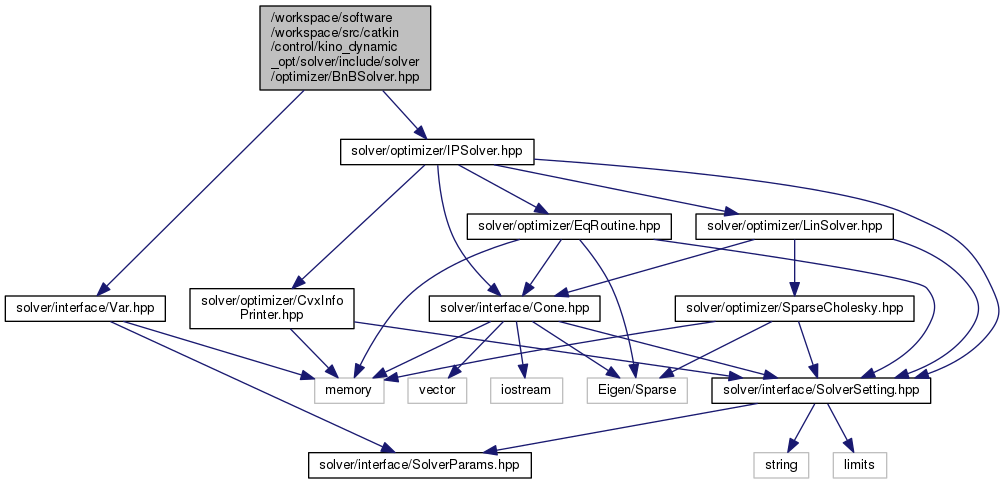 /workspace/software
/workspace/src/catkin
/control/kino_dynamic
_opt/solver/include/solver
/optimizer/BnBSolver.hpp
solver/optimizer/IPSolver.hpp
solver/optimizer/EqRoutine.hpp
solver/optimizer/LinSolver.hpp
solver/interface/Var.hpp
solver/optimizer/CvxInfo
Printer.hpp
solver/interface/Cone.hpp
solver/optimizer/SparseCholesky.hpp
memory
vector
iostream
Eigen/Sparse
solver/interface/SolverSetting.hpp
solver/interface/SolverParams.hpp
string
limits